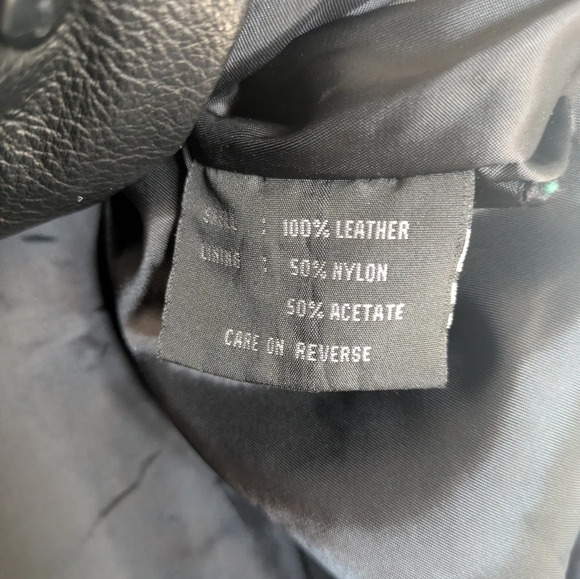 SHELL : 100% LEATHER
LINING : 50% NYLON
50% ACETATE
CARE ON REVERSE